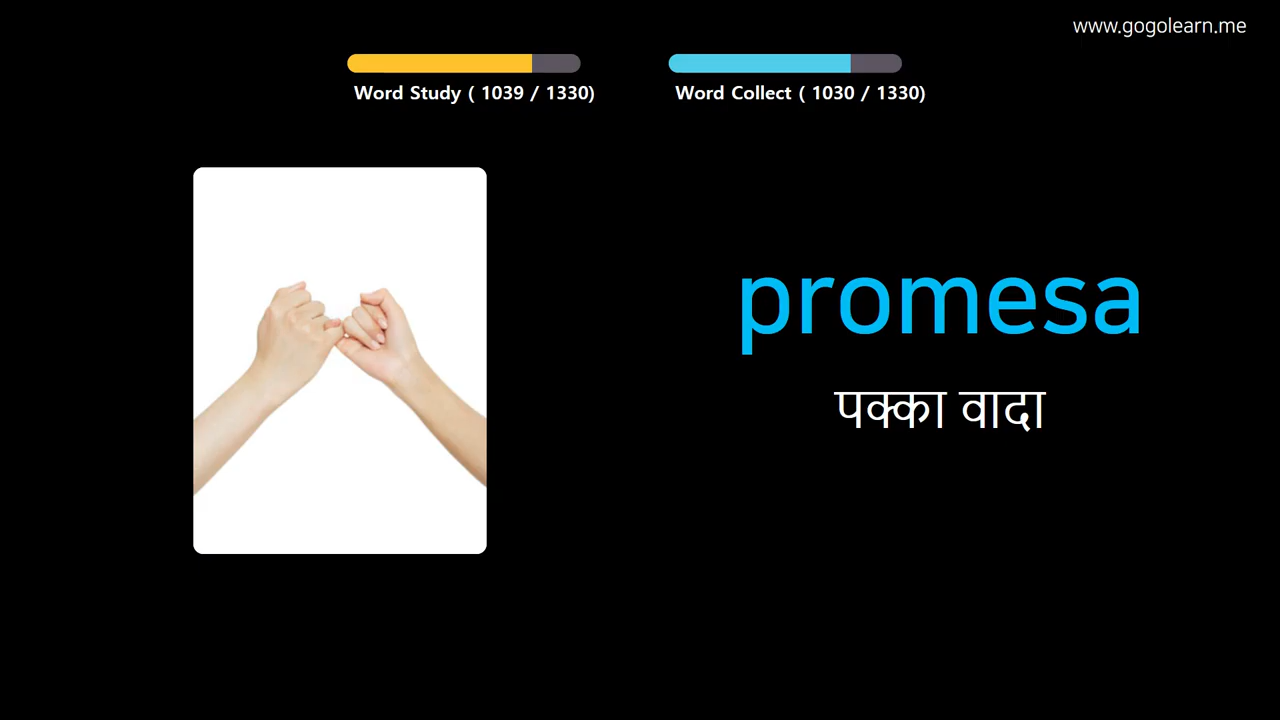 www.gogolearn.me
Word Study ( 1039 / 1330)
Word Collect ( 1030 / 1330)
promesa
पक्का वादा